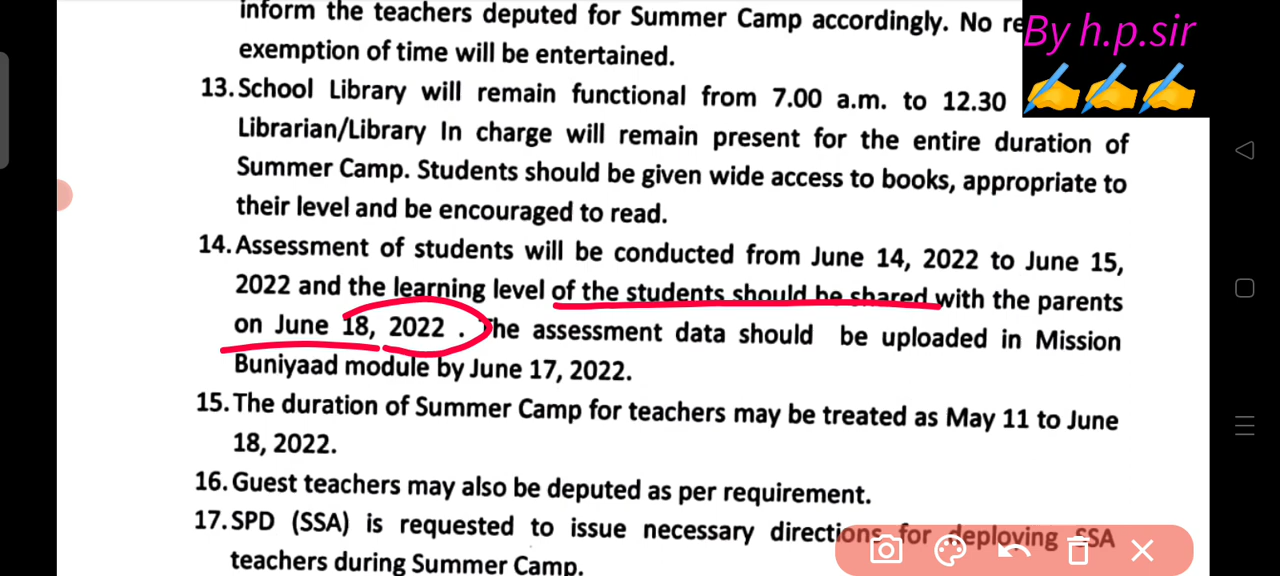 inform the teachers deputed for Summer Camp accordingly. No
By h.p.sir
exemption of time will be entertained.
13. School Library will remain functional from 7.00 a.m. to 12.30
Librarian/Library In charge will remain present for the entire duration of
Summer Camp. Students should be given wide access to books, appropriate to
their level and be encouraged to read.
14. Assessment of students will be conducted from June 14, 2022 to June 15,
2022 and the learning level of the students should be shared with the parents
on June 18, 2022 . The assessment data should be uploaded in Mission
Buniyaad module by June 17, 2022.
15. The duration of Summer Camp for teachers may be treated as May 11 to June
18, 2022.
16. Guest teachers may also be deputed as per requirement.
17. SPD (SSA) is requested to issue necessary directions for deploying SSA
teachers during Summer Camp.